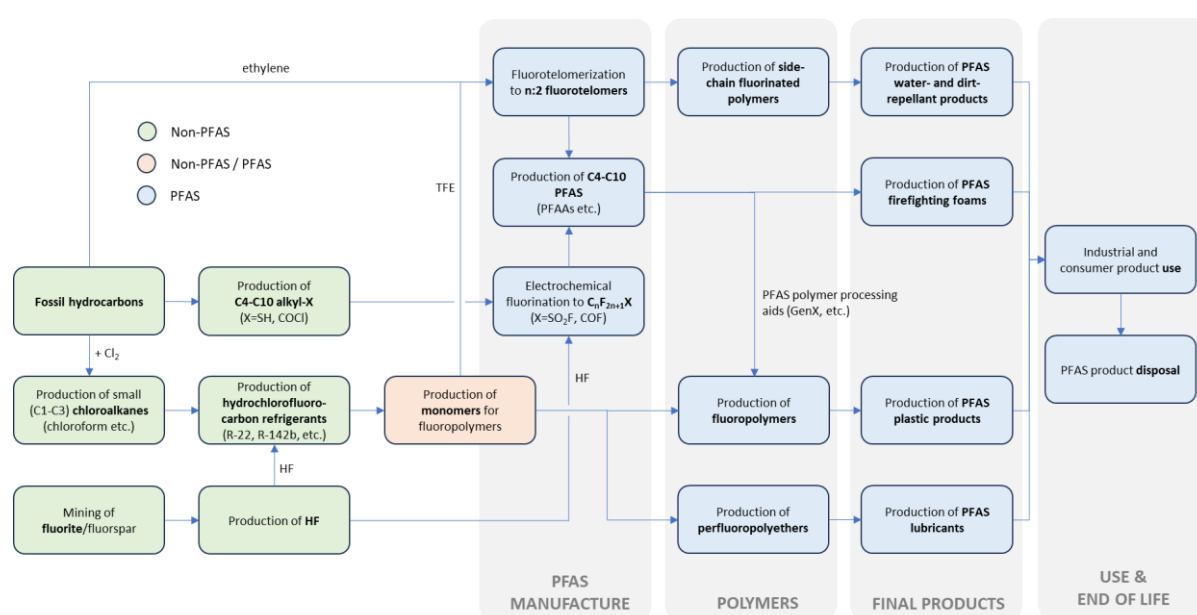 ethylene
Fluorotelomerization
to n:2 fluorotelomers
Production of side-
chain fluorinated
polymers
Production of PFAS
water- and dirt-
repellant products
Non-PFAS
Non-PFAS / PFAS
PFAS
TFE
Production of C4-C10
PFAS
(PFAAs etc.)
Production of PFAS
firefighting foams
Fossil hydrocarbons
Production of
C4-C10 alkyl-X
(X=SH, COCl)
Electrochemical
fluorination to CₙF₂ₙ₊₁X
(X=SO₂F, COF)
PFAS polymer processing
aids (GenX, etc.)
Industrial and
consumer product use
+ Cl₂
HF
PFAS product disposal
Production of small
(C1-C3) chloroalkanes
(chloroform etc.)
Production of
hydrochlorofluoro-
carbon refrigerants
(R-22, R-142b, etc.)
Production of
monomers for
fluoropolymers
Production of
fluoropolymers
Production of PFAS
plastic products
HF
Mining of
fluorite/fluorspar
Production of HF
Production of
perfluoropolyethers
Production of PFAS
lubricants
PFAS
MANUFACTURE
POLYMERS
FINAL PRODUCTS
USE &
END OF LIFE